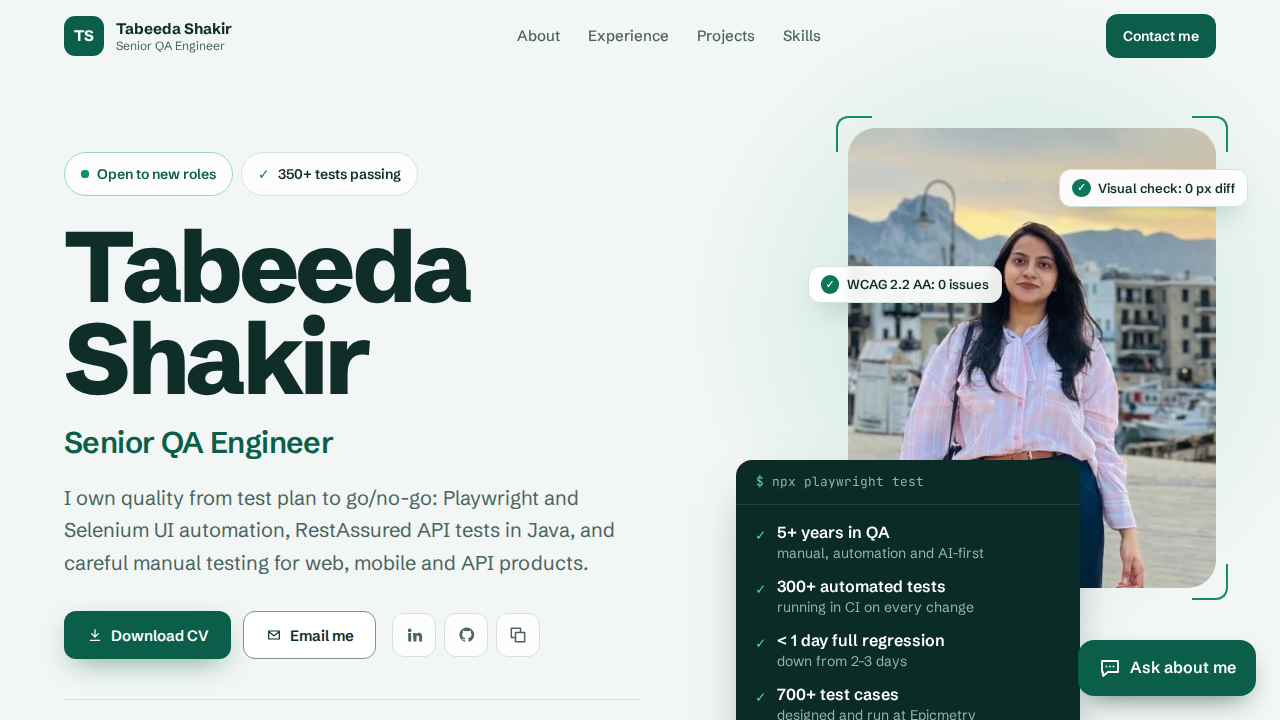 TS
Tabeeda Shakir
Senior QA Engineer
About
Experience
Projects
Skills
Contact me
Open to new roles
✓ 350+ tests passing
Tabeeda
Shakir
Senior QA Engineer
I own quality from test plan to go/no-go: Playwright and
Selenium UI automation, RestAssured API tests in Java, and
careful manual testing for web, mobile and API products.
Download CV
Email me
in
✓ Visual check: 0 px diff
✓ WCAG 2.2 AA: 0 issues
$ npx playwright test
✓ 5+ years in QA
manual, automation and AI-first
✓ 300+ automated tests
running in CI on every change
✓ < 1 day full regression
down from 2–3 days
✓ 700+ test cases
designed and run at Epicmetry
Ask about me